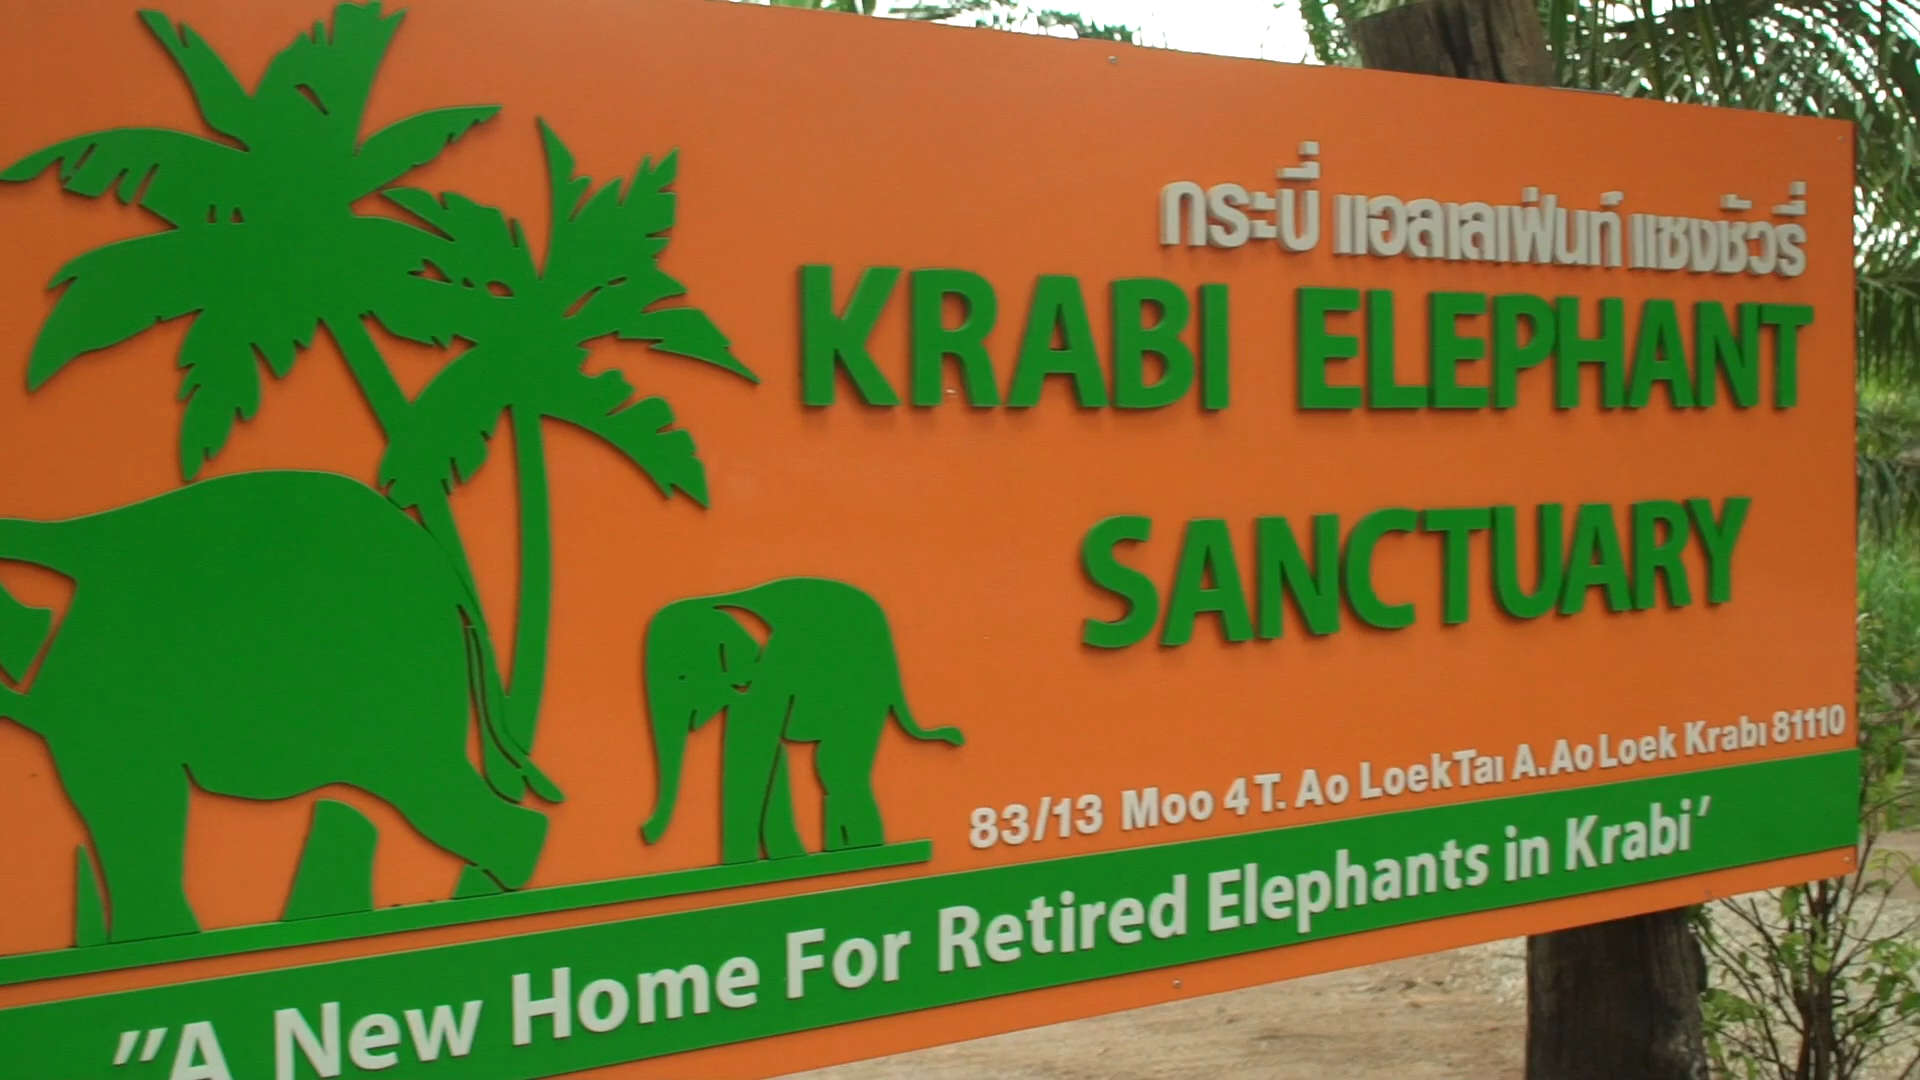 กระบี่ แอลเลเฟ่นท์ แซงชัวรี่
KRABI ELEPHANT
SANCTUARY
83/13 Moo 4 T. Ao Loek Tai A. Ao Loek Krabi 81110
"A New Home For Retired Elephants in Krabi'